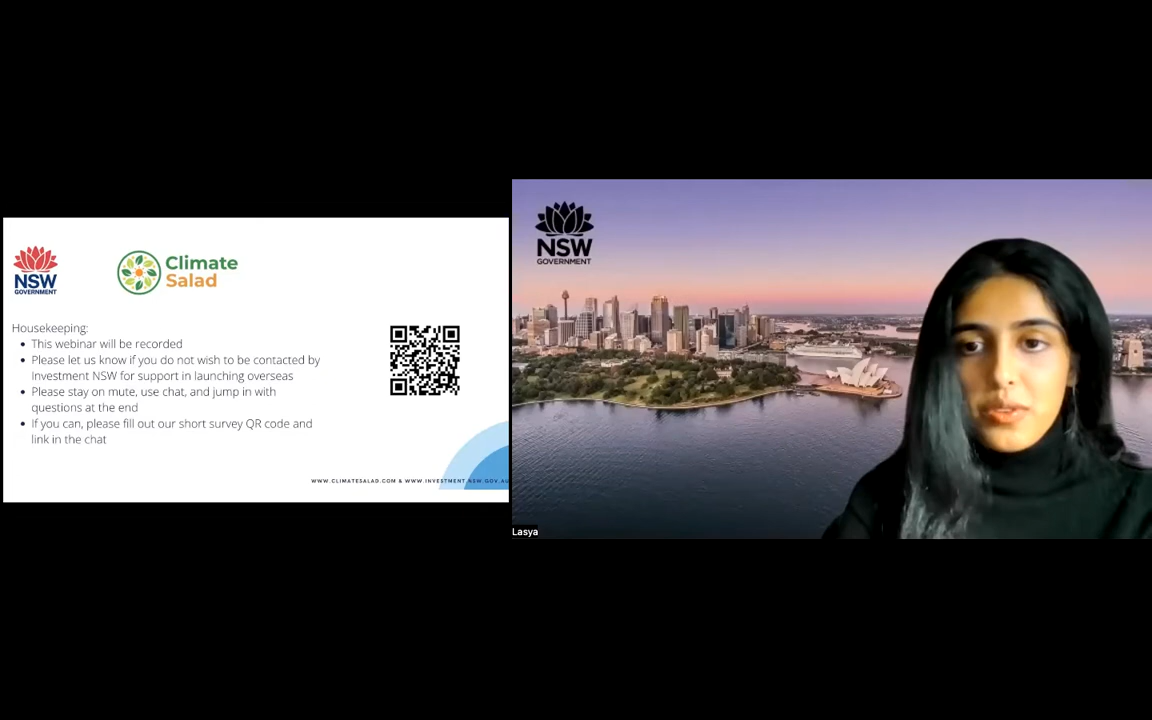 NSW
GOVERNMENT
Climate
Salad
Housekeeping:
This webinar will be recorded
Please let us know if you do not wish to be contacted by
Investment NSW for support in launching overseas
Please stay on mute, use chat, and jump in with
questions at the end
If you can, please fill out our short survey QR code and
link in the chat
WWW.CLIMATESALAD.COM & WWW.INVESTMENT.NSW.GOV.AU
NSW
GOVERNMENT
Lasya